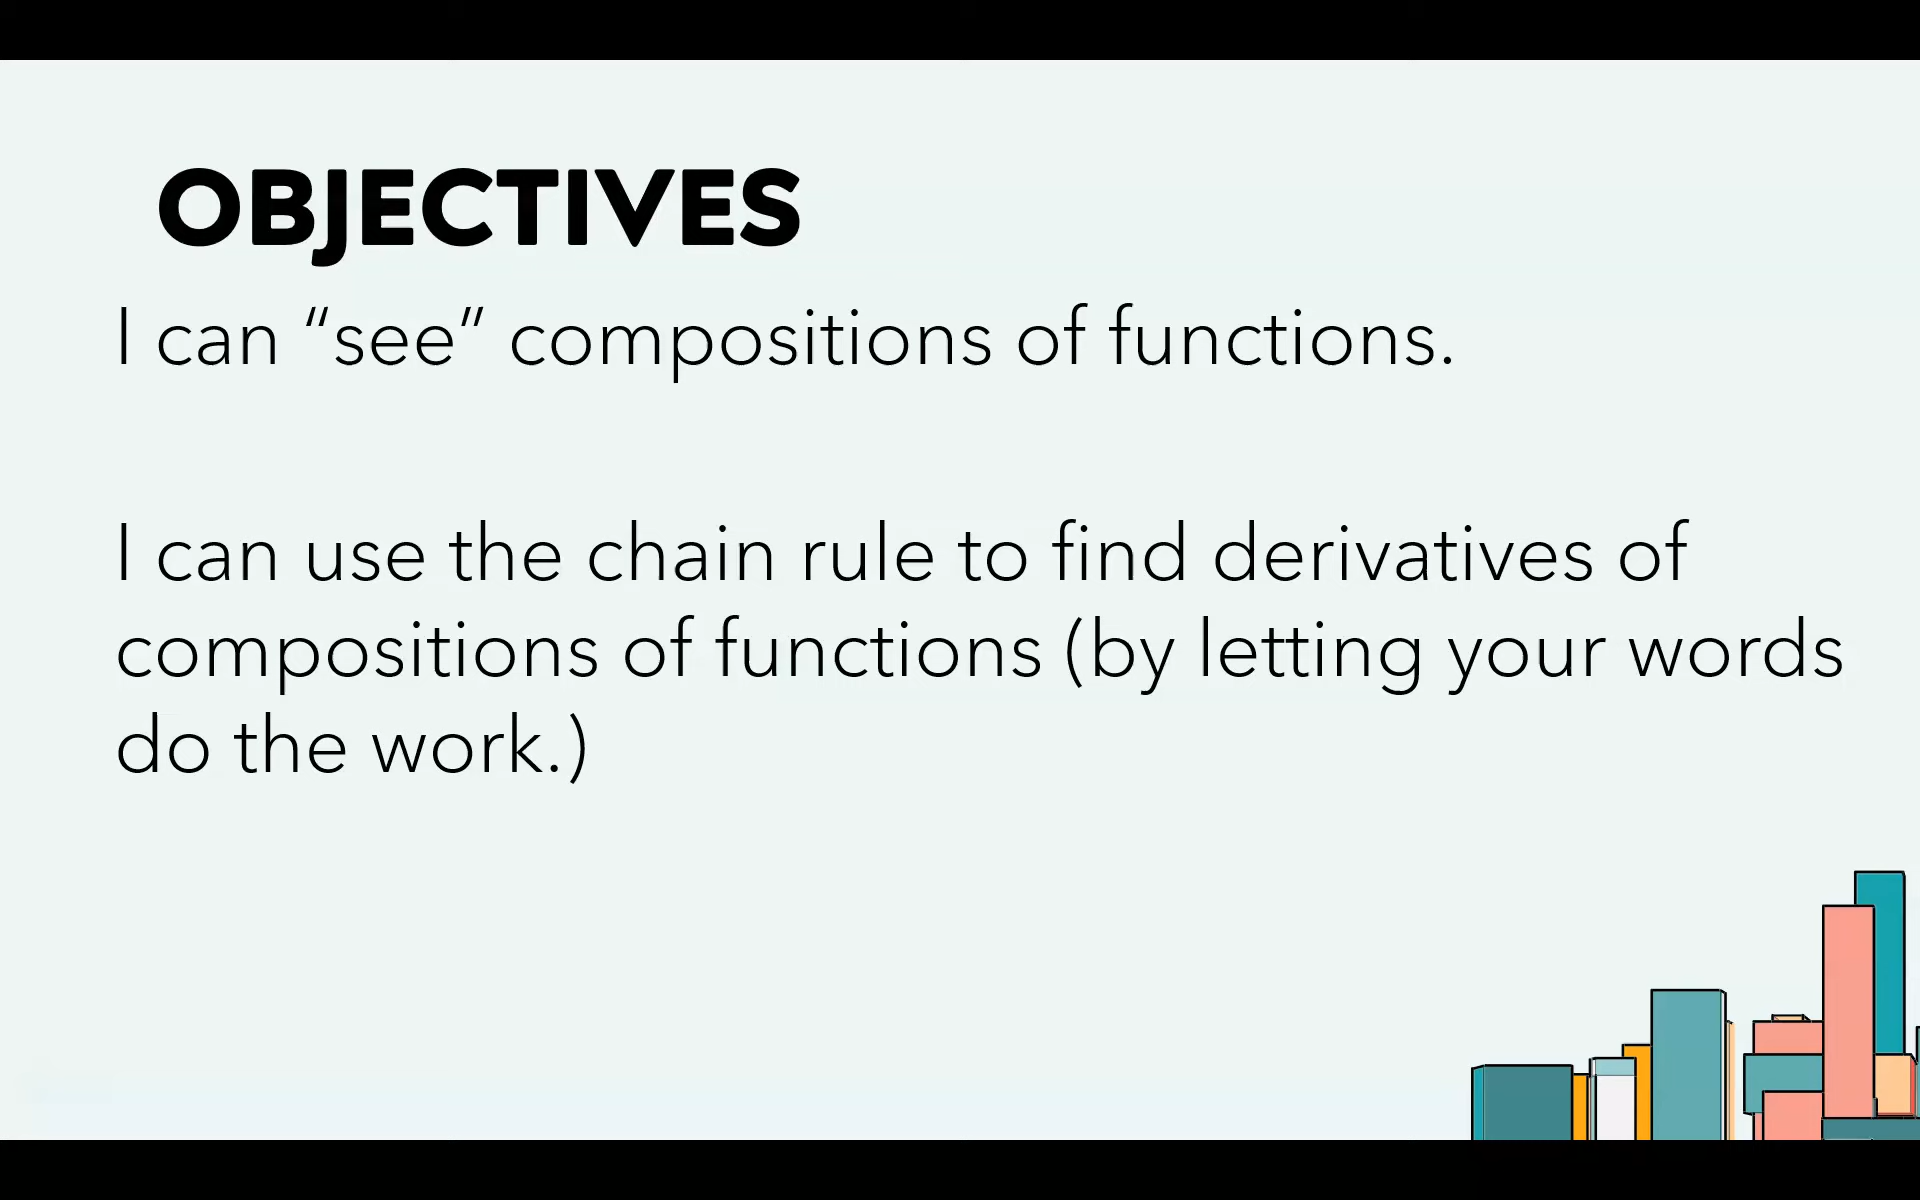 OBJECTIVES
I can “see” compositions of functions.
I can use the chain rule to find derivatives of
compositions of functions (by letting your words
do the work.)